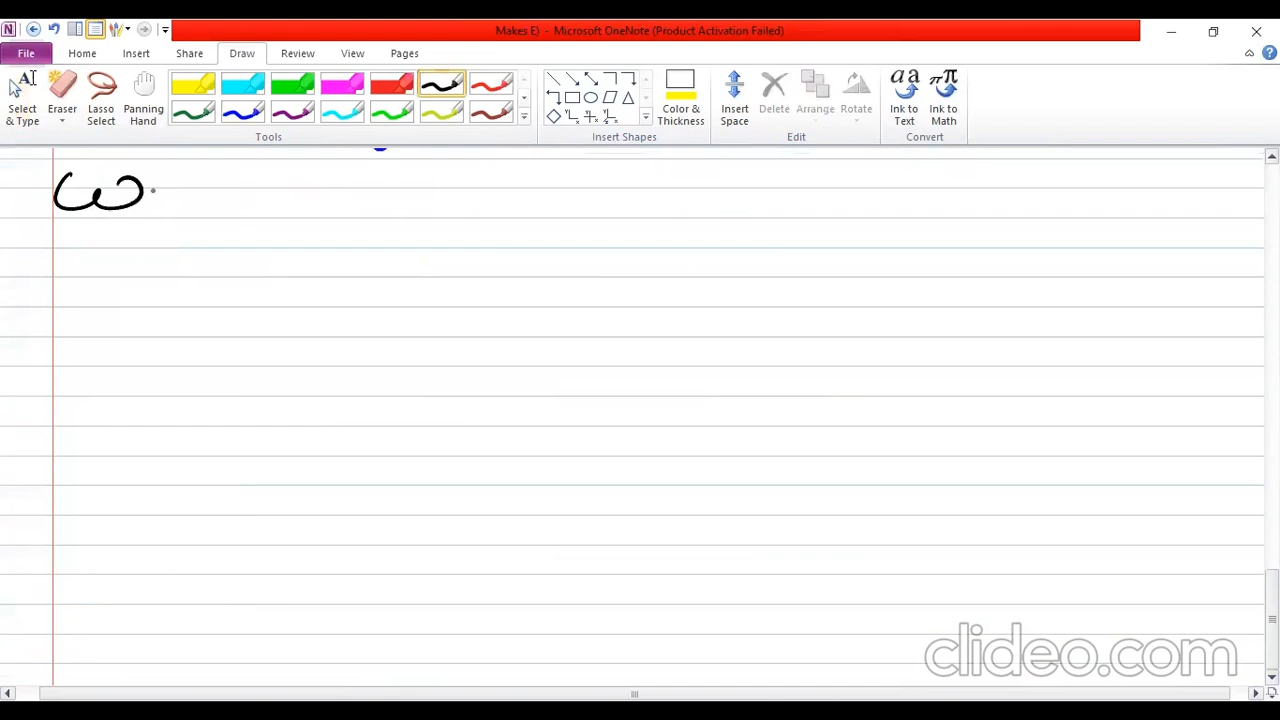 Makes E) - Microsoft OneNote (Product Activation Failed)
File Home Insert Share Draw Review View Pages
Select & Type
Eraser
Lasso Select
Panning Hand
Tools
Insert Shapes
Color & Thickness
Insert Space
Delete
Arrange
Rotate
Edit
Ink to Text
Ink to Math
Convert
ω
clideo.com